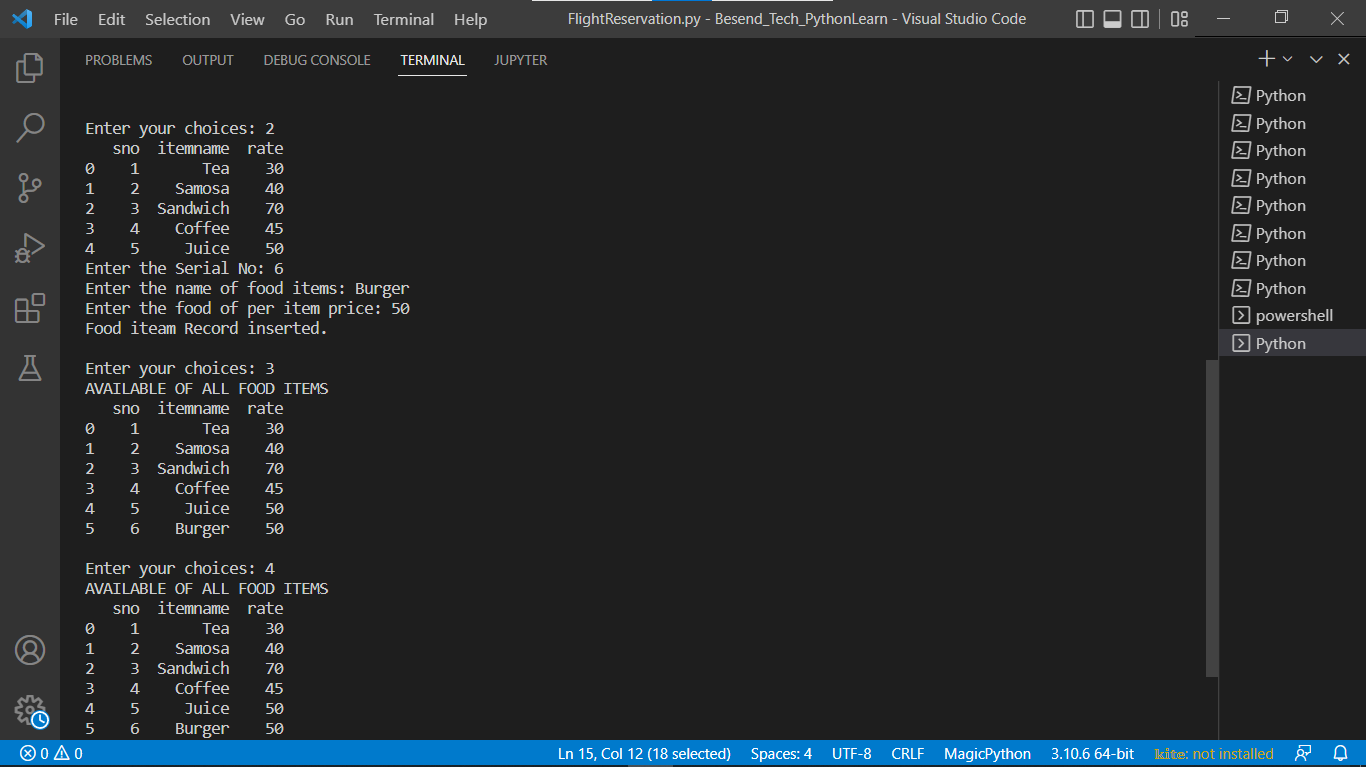 File Edit Selection View Go Run Terminal Help FlightReservation.py - Besend_Tech_PythonLearn - Visual Studio Code
PROBLEMS OUTPUT DEBUG CONSOLE TERMINAL JUPYTER
Enter your choices: 2
   sno  itemname  rate
0    1       Tea    30
1    2    Samosa    40
2    3  Sandwich    70
3    4    Coffee    45
4    5     Juice    50
Enter the Serial No: 6
Enter the name of food items: Burger
Enter the food of per item price: 50
Food iteam Record inserted.
Enter your choices: 3
AVAILABLE OF ALL FOOD ITEMS
   sno  itemname  rate
0    1       Tea    30
1    2    Samosa    40
2    3  Sandwich    70
3    4    Coffee    45
4    5     Juice    50
5    6    Burger    50
Enter your choices: 4
AVAILABLE OF ALL FOOD ITEMS
   sno  itemname  rate
0    1       Tea    30
1    2    Samosa    40
2    3  Sandwich    70
3    4    Coffee    45
4    5     Juice    50
5    6    Burger    50
Python
Python
Python
Python
Python
Python
Python
Python
powershell
Python
0 0 Ln 15, Col 12 (18 selected) Spaces: 4 UTF-8 CRLF MagicPython 3.10.6 64-bit kite: not installed